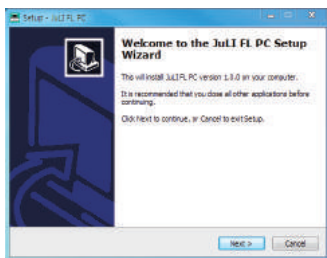 Setup - JuLI FL PC
Welcome to the JuLI FL PC Setup
Wizard
This will install JuLI FL PC version 1.0.0 on your computer.
It is recommended that you close all other applications before
continuing.
Click Next to continue, or Cancel to exit Setup.
Next >
Cancel